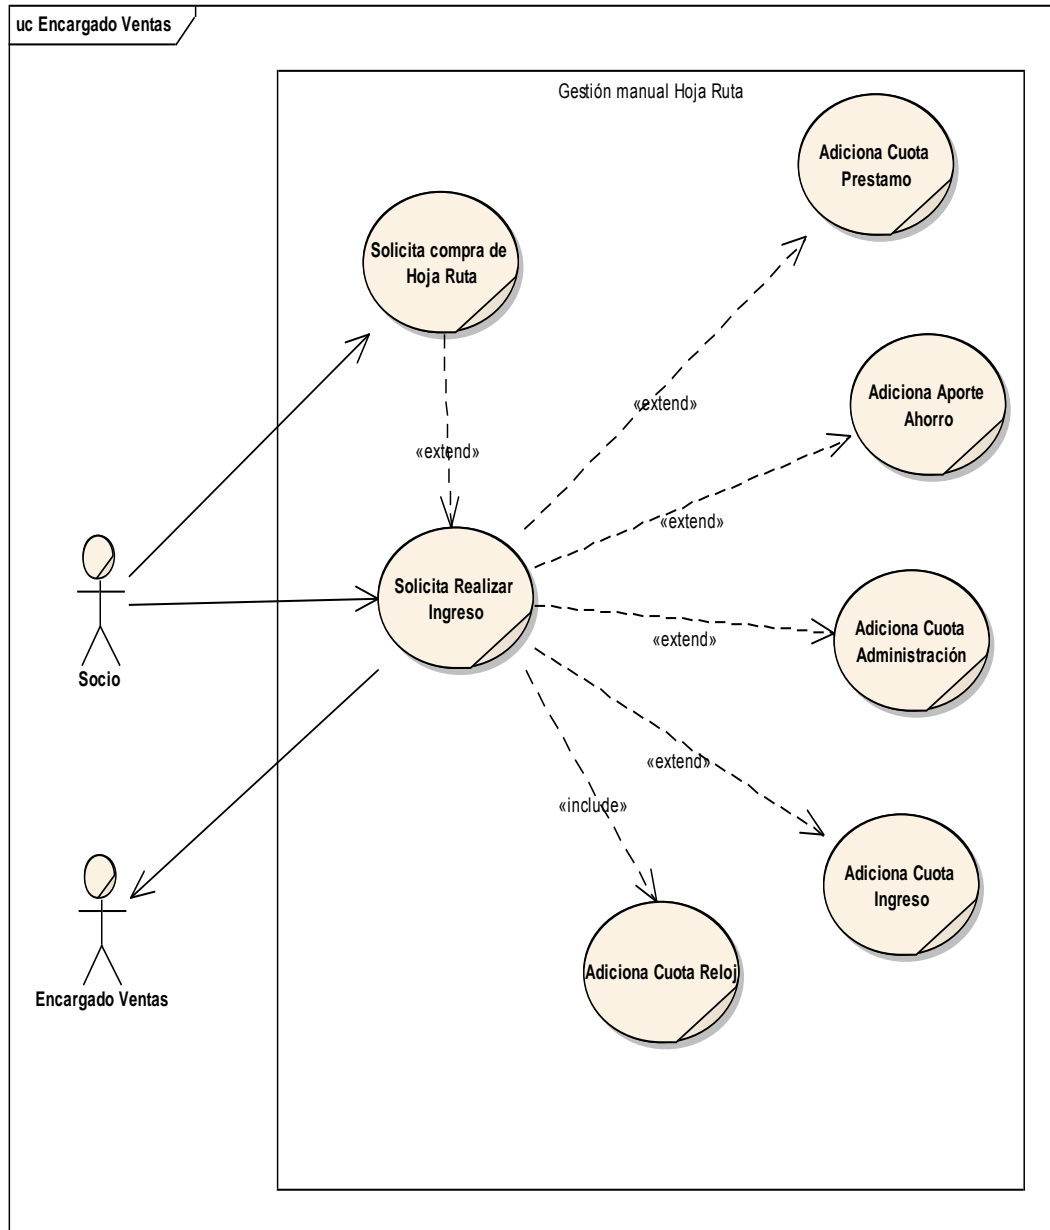 uc Encargado Ventas
Gestión manual Hoja Ruta
Adiciona Cuota
Prestamo
Solicita compra de
Hoja Ruta
«extend»
Adiciona Aporte
Ahorro
«extend»
«extend»
Solicita Realizar
Ingreso
Adiciona Cuota
Administración
«extend»
Socio
«extend»
«include»
Adiciona Cuota
Ingreso
Adiciona Cuota Reloj
Encargado Ventas